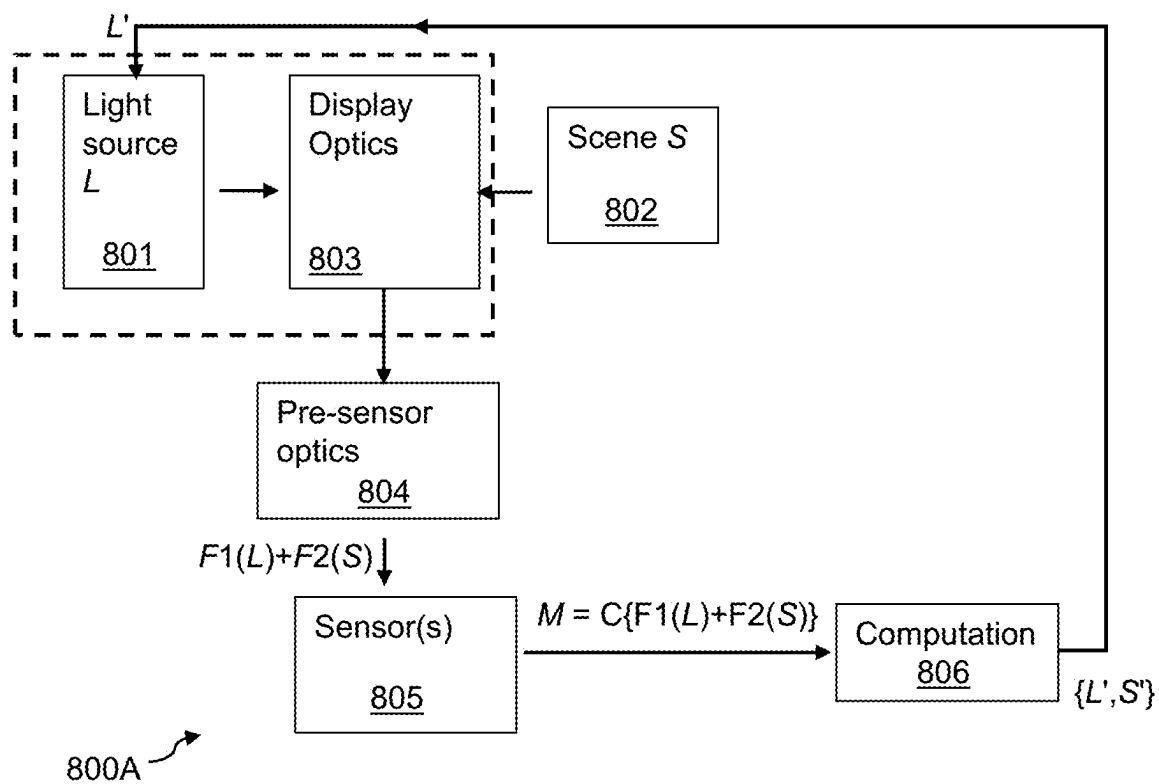 L'
Light
source
L
801
Display
Optics
803
Scene S
802
Pre-sensor
optics
804
F1(L)+F2(S)
Sensor(s)
805
M = C{F1(L)+F2(S)}
Computation
806
{L',S'}
800A